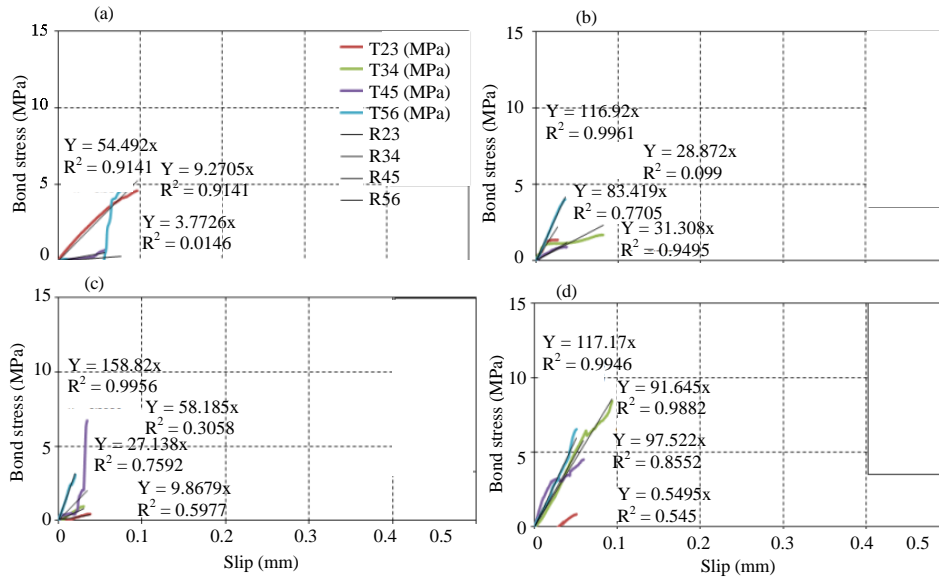 (a)
15
10
5
0
Bond stress (MPa)
T23 (MPa)
T34 (MPa)
T45 (MPa)
T56 (MPa)
R23
R34
R45
R56
Y = 54.492x
R² = 0.9141
Y = 9.2705x
R² = 0.9141
Y = 3.7726x
R² = 0.0146
(b)
15
10
5
0
Bond stress (MPa)
Y = 116.92x
R² = 0.9961
Y = 28.872x
R² = 0.099
Y = 83.419x
R² = 0.7705
Y = 31.308x
R² = 0.9495
(c)
15
10
5
0
Bond stress (MPa)
Y = 158.82x
R² = 0.9956
Y = 58.185x
R² = 0.3058
Y = 27.138x
R² = 0.7592
Y = 9.8679x
R² = 0.5977
0 0.1 0.2 0.3 0.4 0.5
Slip (mm)
(d)
15
10
5
0
Bond stress (MPa)
Y = 117.17x
R² = 0.9946
Y = 91.645x
R² = 0.9882
Y = 97.522x
R² = 0.8552
Y = 0.5495x
R² = 0.545
0 0.1 0.2 0.3 0.4 0.5
Slip (mm)